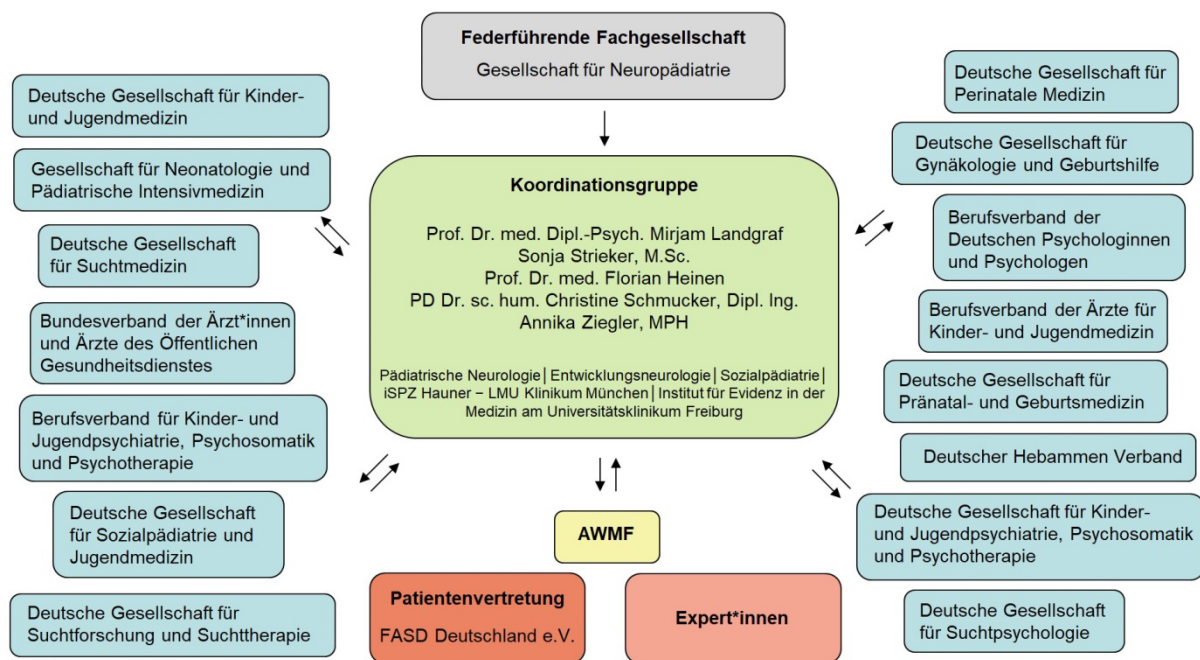 Federführende Fachgesellschaft
Gesellschaft für Neuropädiatrie
Deutsche Gesellschaft für Kinder-
und Jugendmedizin
Gesellschaft für Neonatologie und
Pädiatrische Intensivmedizin
Deutsche Gesellschaft
für Suchtmedizin
Bundesverband der Ärzt*innen
und Ärzte des Öffentlichen
Gesundheitsdienstes
Berufsverband für Kinder- und
Jugendpsychiatrie, Psychosomatik
und Psychotherapie
Deutsche Gesellschaft
für Sozialpädiatrie und
Jugendmedizin
Deutsche Gesellschaft für
Suchtforschung und Suchttherapie
Koordinationsgruppe
Prof. Dr. med. Dipl.-Psych. Mirjam Landgraf
Sonja Strieker, M.Sc.
Prof. Dr. med. Florian Heinen
PD Dr. sc. hum. Christine Schmucker, Dipl. Ing.
Annika Ziegler, MPH
Pädiatrische Neurologie│Entwicklungsneurologie│Sozialpädiatrie│
iSPZ Hauner – LMU Klinikum München│Institut für Evidenz in der
Medizin am Universitätsklinikum Freiburg
AWMF
Patientenvertretung
FASD Deutschland e.V.
Expert*innen
Deutsche Gesellschaft für
Perinatale Medizin
Deutsche Gesellschaft für
Gynäkologie und Geburtshilfe
Berufsverband der
Deutschen Psychologinnen
und Psychologen
Berufsverband der Ärzte für
Kinder- und Jugendmedizin
Deutsche Gesellschaft für
Pränatal- und Geburtsmedizin
Deutscher Hebammen Verband
Deutsche Gesellschaft für Kinder-
und Jugendpsychiatrie, Psychosomatik
und Psychotherapie
Deutsche Gesellschaft
für Suchtpsychologie